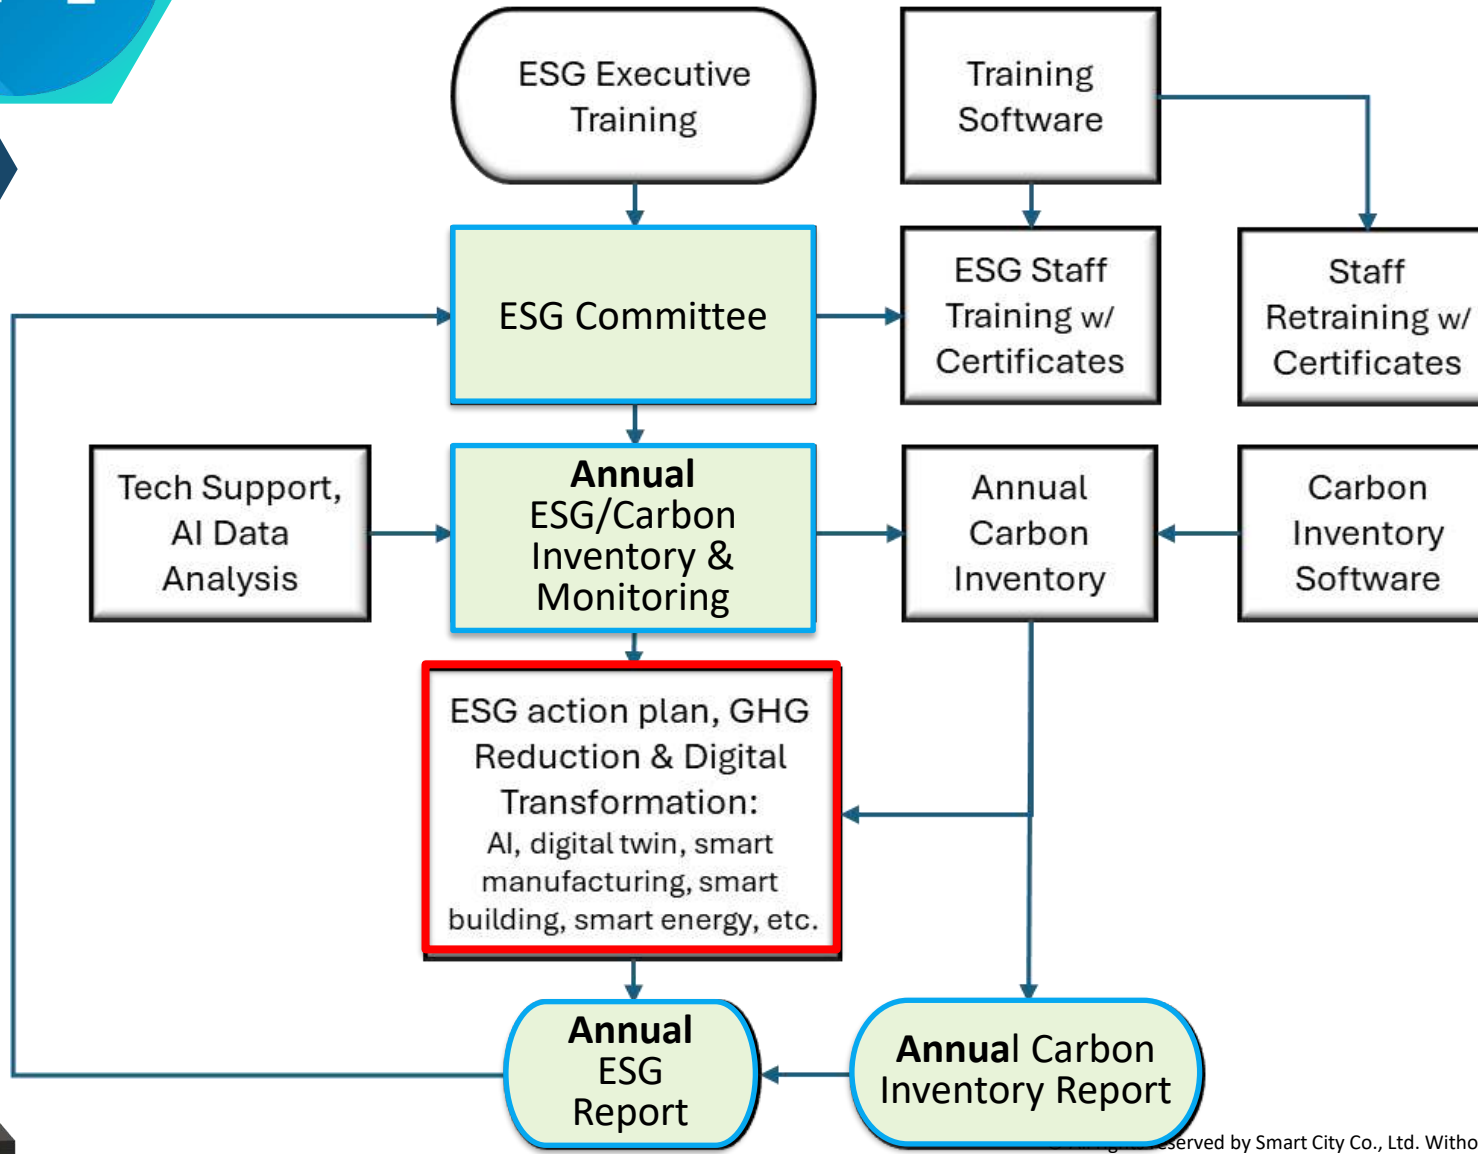 ESG Executive
Training
Training
Software
ESG Committee
ESG Staff
Training w/
Certificates
Staff
Retraining w/
Certificates
Tech Support,
AI Data
Analysis
Annual
ESG/Carbon
Inventory &
Monitoring
Annual
Carbon
Inventory
Carbon
Inventory
Software
ESG action plan, GHG
Reduction & Digital
Transformation:
AI, digital twin, smart
manufacturing, smart
building, smart energy, etc.
Annual
ESG
Report
Annual Carbon
Inventory Report
served by Smart City Co., Ltd. Witho